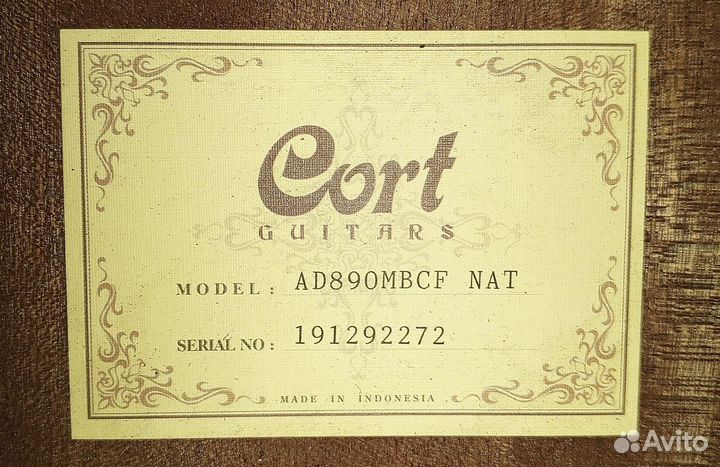 Cort
GUITARS
MODEL : AD890MBCF NAT
SERIAL NO : 191292272
MADE IN INDONESIA
Avito